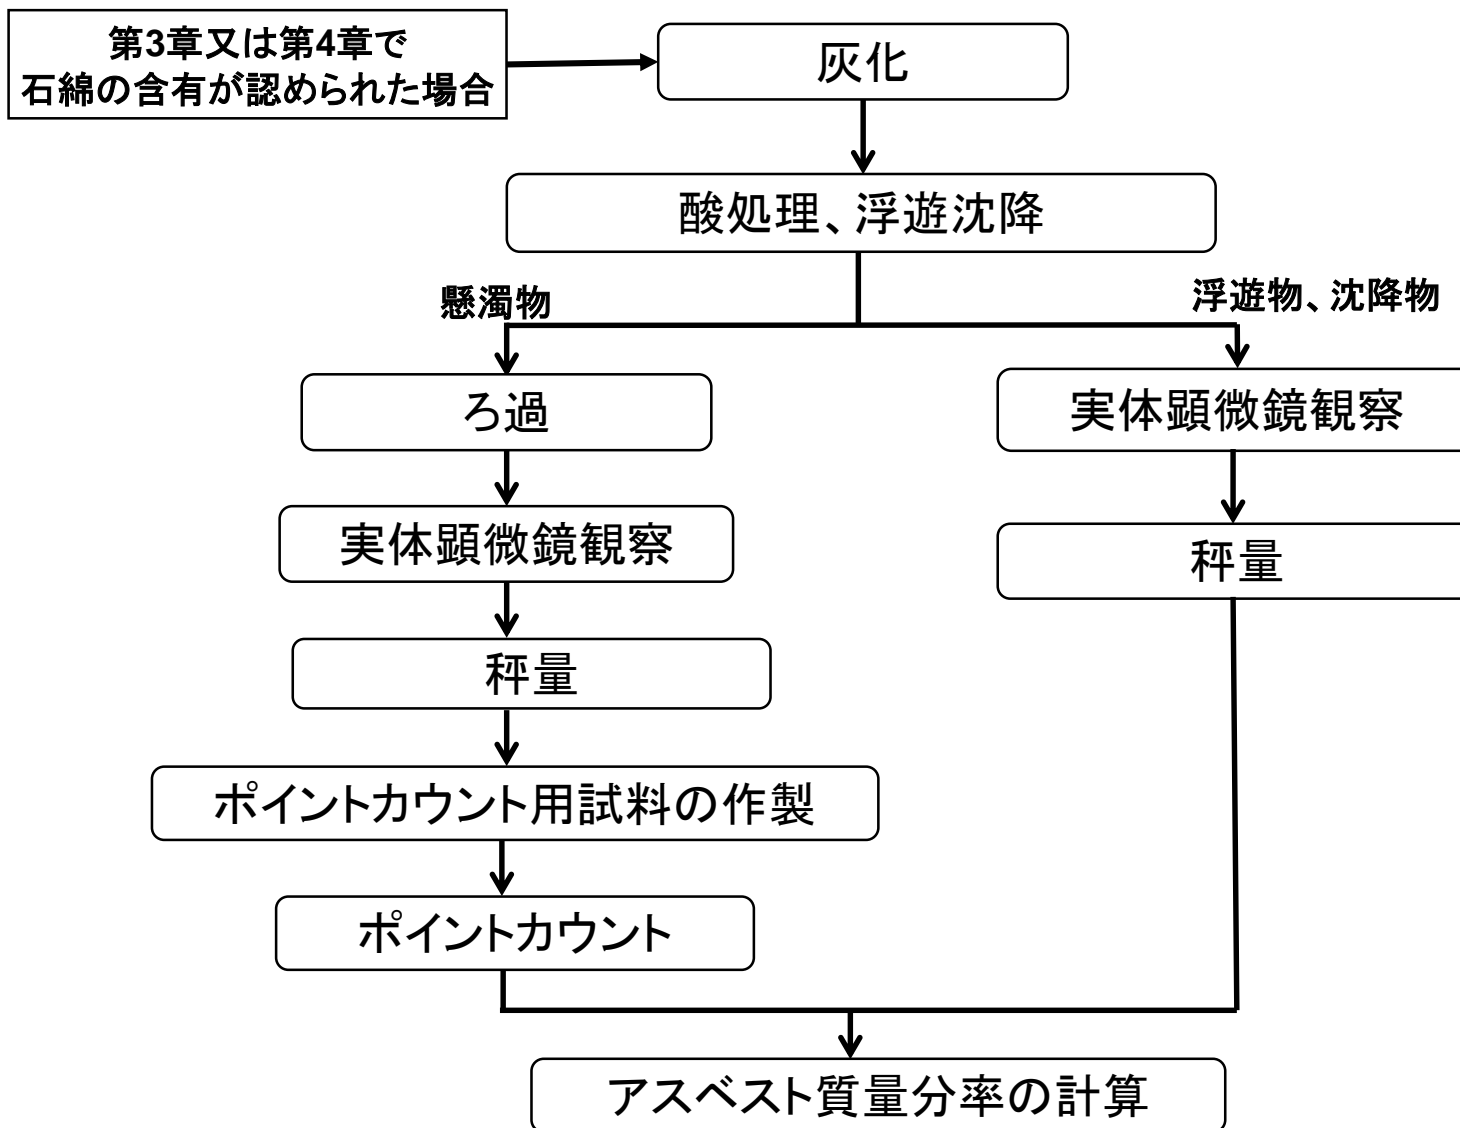 第3章又は第4章で
石綿の含有が認められた場合
灰化
酸処理、浮遊沈降
懸濁物
浮遊物、沈降物
ろ過
実体顕微鏡観察
実体顕微鏡観察
秤量
秤量
ポイントカウント用試料の作製
ポイントカウント
アスベスト質量分率の計算